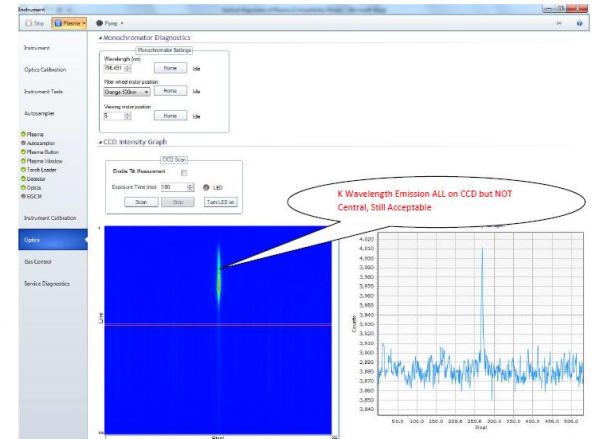 Instrument
Stop
Plasma
Pump
Instrument
Optics Calibration
Instrument Tests
Autosampler
Plasma
Autosampler
Plasma Button
Plasma Window
Torch Loader
Detector
Optics
EGICM
Instrument Calibration
Optics
Gas Control
Service Diagnostics
Monochromator Diagnostics
Monochromator Settings
Wavelength (nm)
766.491
Home
Idle
Filter wheel motor position
Orange 530nm
Home
Idle
Viewing motor position
5
Home
Idle
CCD Intensity Graph
CCD Scan
Enable Tilt Measurement
Exposure Time (ms)
100
LED
Scan
Stop
Turn LED on
K Wavelength Emission ALL on CCD but NOT
Central, Still Acceptable
Line
Pixel
4,020
4,010
4,000
3,990
3,980
3,970
3,960
3,950
3,940
3,930
3,920
3,910
3,900
3,890
3,880
3,870
3,860
3,850
3,840
Counts
50.0 100.0 150.0 200.0 250.0 300.0 350.0 400.0 450.0 500.0
Pixel